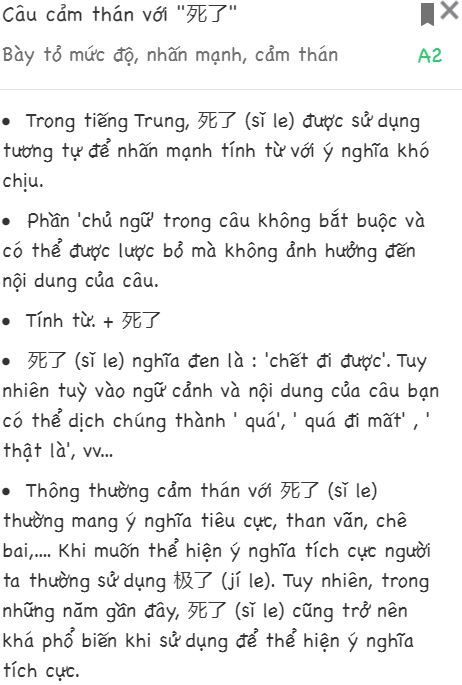 Câu cảm thán với "死了"
Bày tỏ mức độ, nhấn mạnh, cảm thán
A2
• Trong tiếng Trung, 死了 (sǐ le) được sử dụng
tương tự để nhấn mạnh tính từ với ý nghĩa khó
chịu.
• Phần 'chủ ngữ' trong câu không bắt buộc và
có thể được lược bỏ mà không ảnh hưởng đến
nội dung của câu.
• Tính từ. + 死了
• 死了 (sǐ le) nghĩa đen là : 'chết đi được'. Tuy
nhiên tuỳ vào ngữ cảnh và nội dung của câu bạn
có thể dịch chúng thành ' quá', ' quá đi mất' , '
thật là', vv...
• Thông thường cảm thán với 死了 (sǐ le)
thường mang ý nghĩa tiêu cực, than vãn, chê
bai,.... Khi muốn thể hiện ý nghĩa tích cực người
ta thường sử dụng 极了 (jí le). Tuy nhiên, trong
những năm gần đây, 死了 (sǐ le) cũng trở nên
khá phổ biến khi sử dụng để thể hiện ý nghĩa
tích cực.